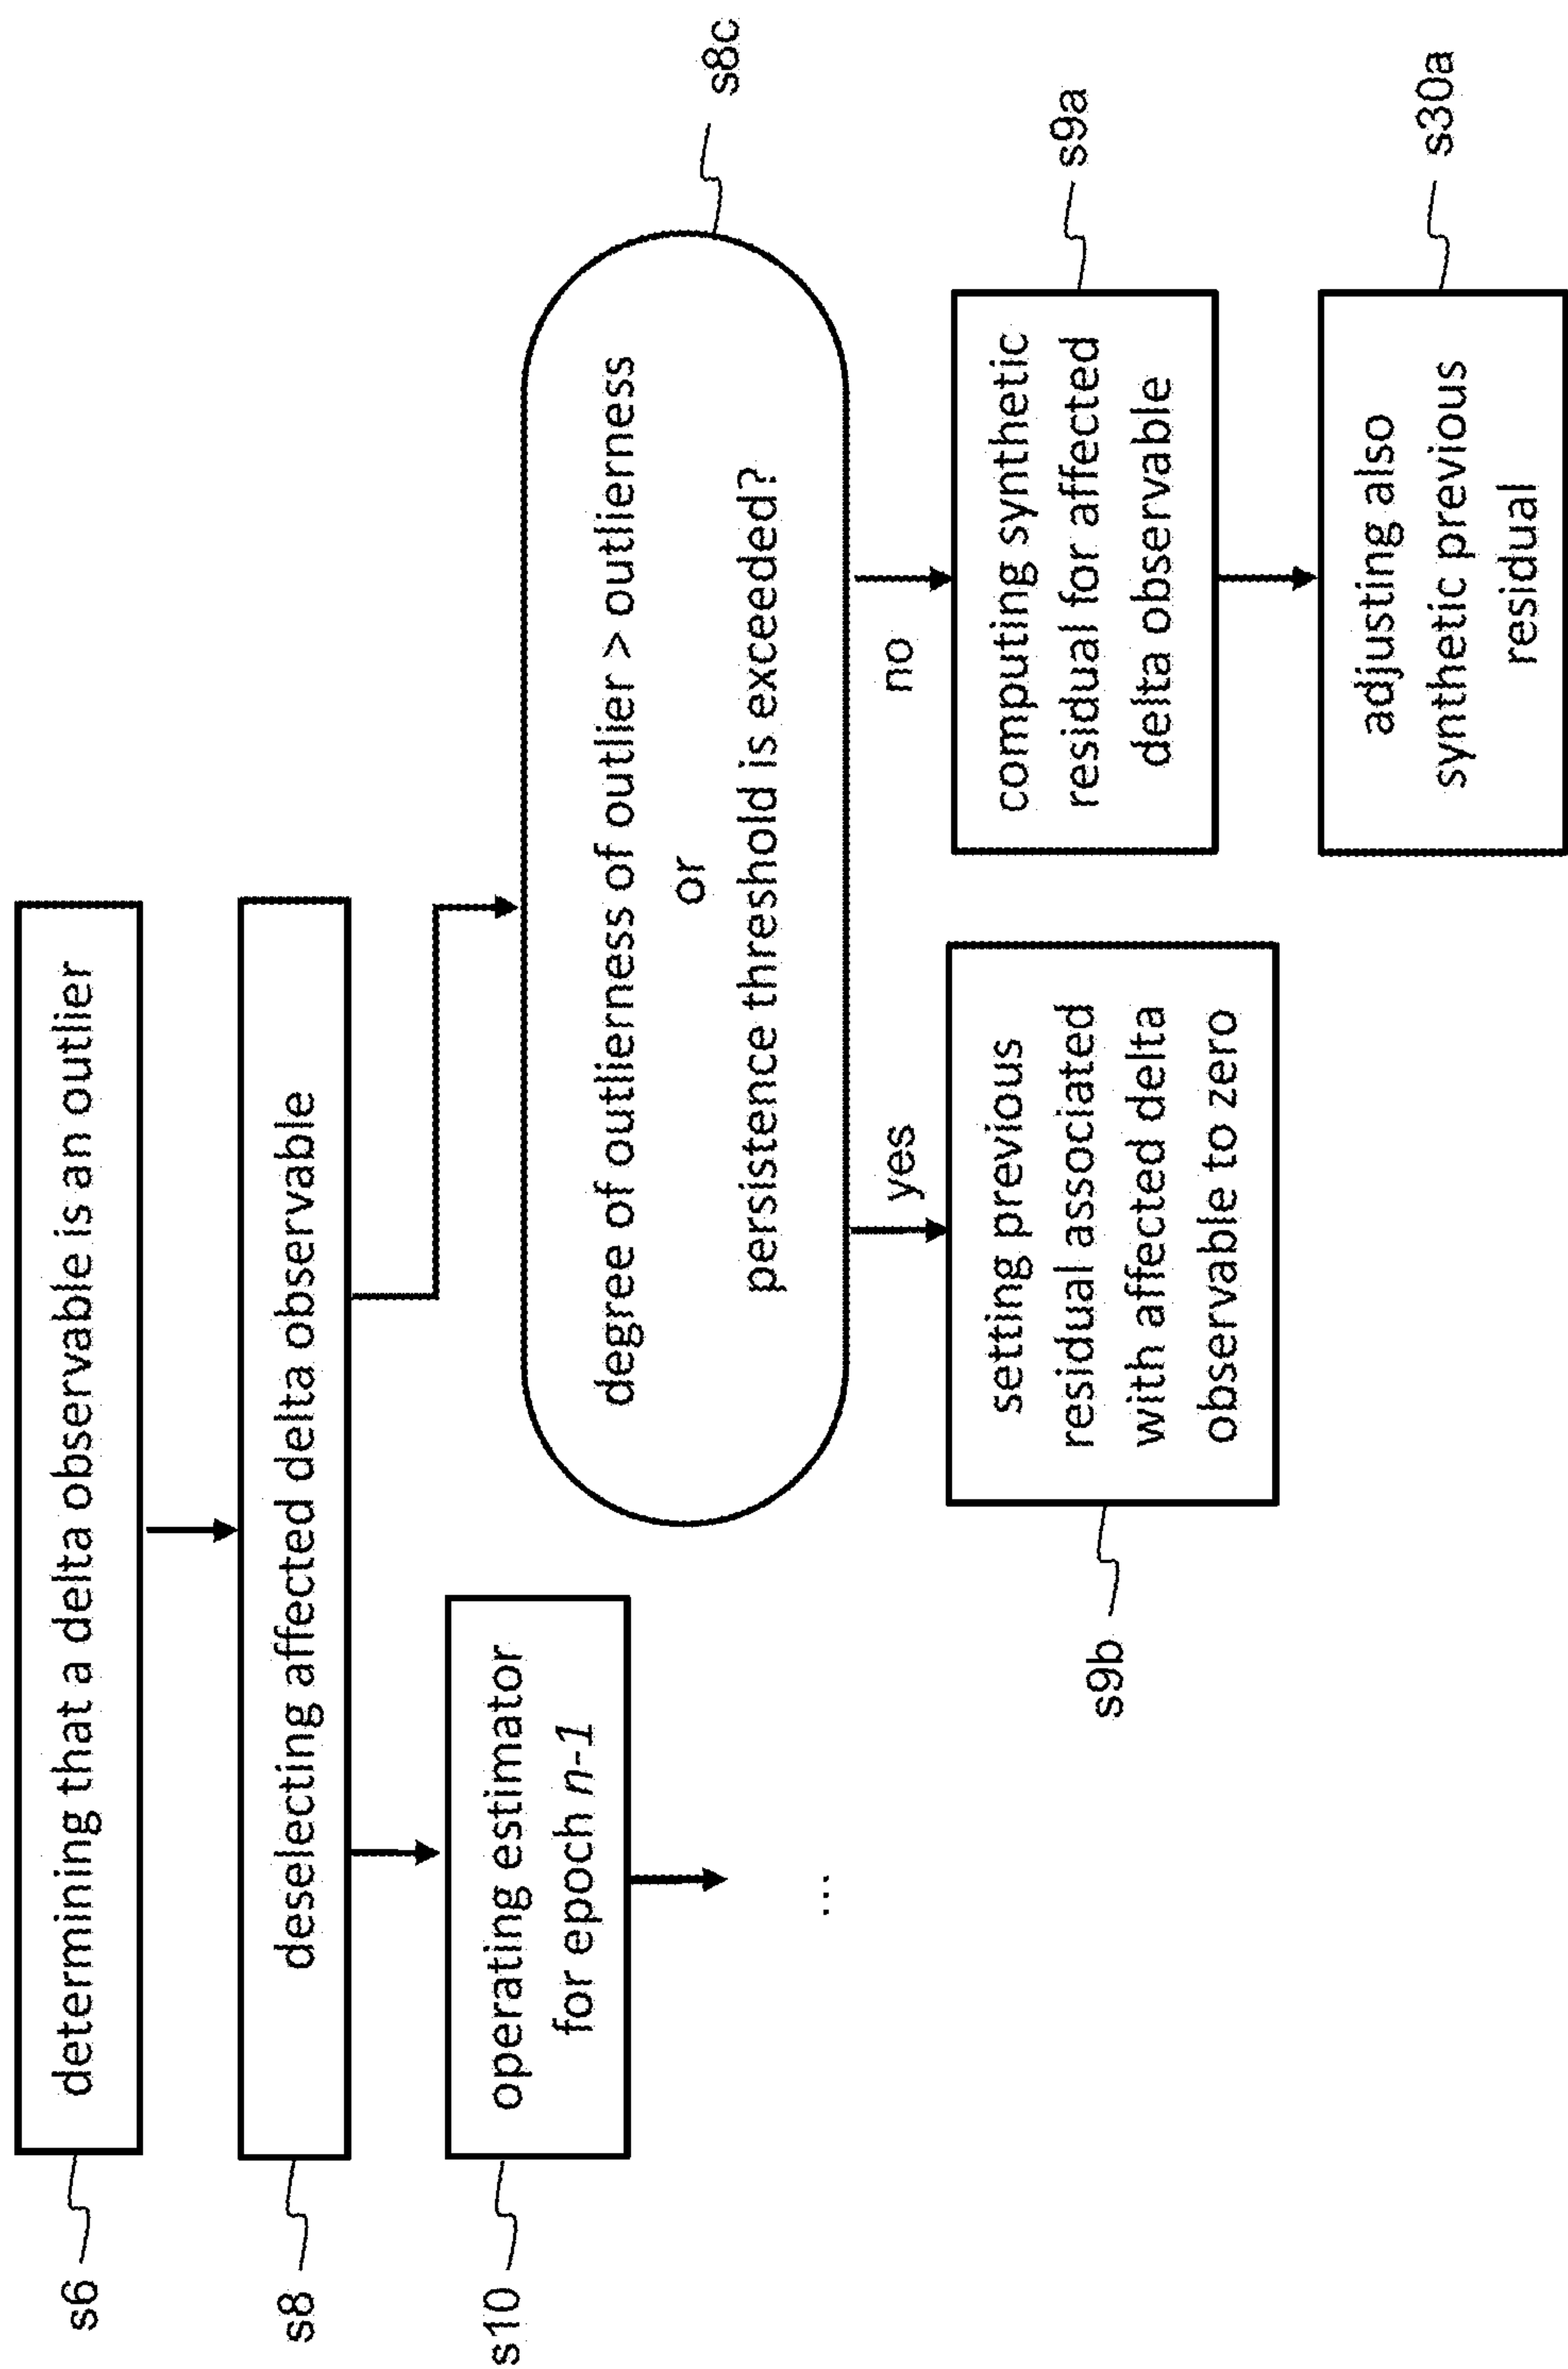 s6
determining that a delta observable is an outlier
s8
deselecting affected delta observable
s10
operating estimator
for epoch n-1
...
degree of outlierness of outlier > outlierness
or
persistence threshold is exceeded?
s8c
yes
no
s9b
setting previous
residual associated
with affected delta
observable to zero
computing synthetic
residual for affected
delta observable
s9a
adjusting also
synthetic previous
residual
s30a